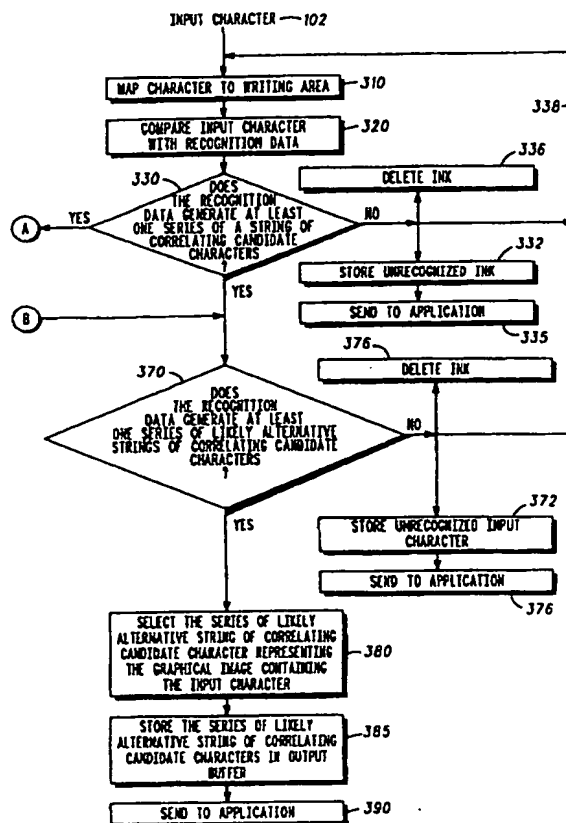 INPUT CHARACTER 102
MAP CHARACTER TO WRITING AREA 310
338
COMPARE INPUT CHARACTER
WITH RECOGNITION DATA
320
336
DELETE INK
330
DOES
THE RECOGNITION
DATA GENERATE AT LEAST
ONE SERIES OF A STRING OF
CORRELATING CANDIDATE
CHARACTERS
?
A
YES
NO
332
STORE UNRECOGNIZED INK
YES
SEND TO APPLICATION
335
B
376
DELETE INK
370
DOES
THE RECOGNITION
DATA GENERATE AT LEAST
ONE SERIES OF LIKELY ALTERNATIVE
STRINGS OF CORRELATING CANDIDATE
CHARACTERS
?
NO
372
STORE UNRECOGNIZED INPUT
CHARACTER
YES
SEND TO APPLICATION
376
SELECT THE SERIES OF LIKELY
ALTERNATIVE STRING OF CORRELATING
CANDIDATE CHARACTER REPRESENTING
THE GRAPHICAL IMAGE CONTAINING
THE INPUT CHARACTER
380
STORE THE SERIES OF LIKELY
ALTERNATIVE STRING OF CORRELATING
CANDIDATE CHARACTERS IN OUTPUT
BUFFER
385
SEND TO APPLICATION 390